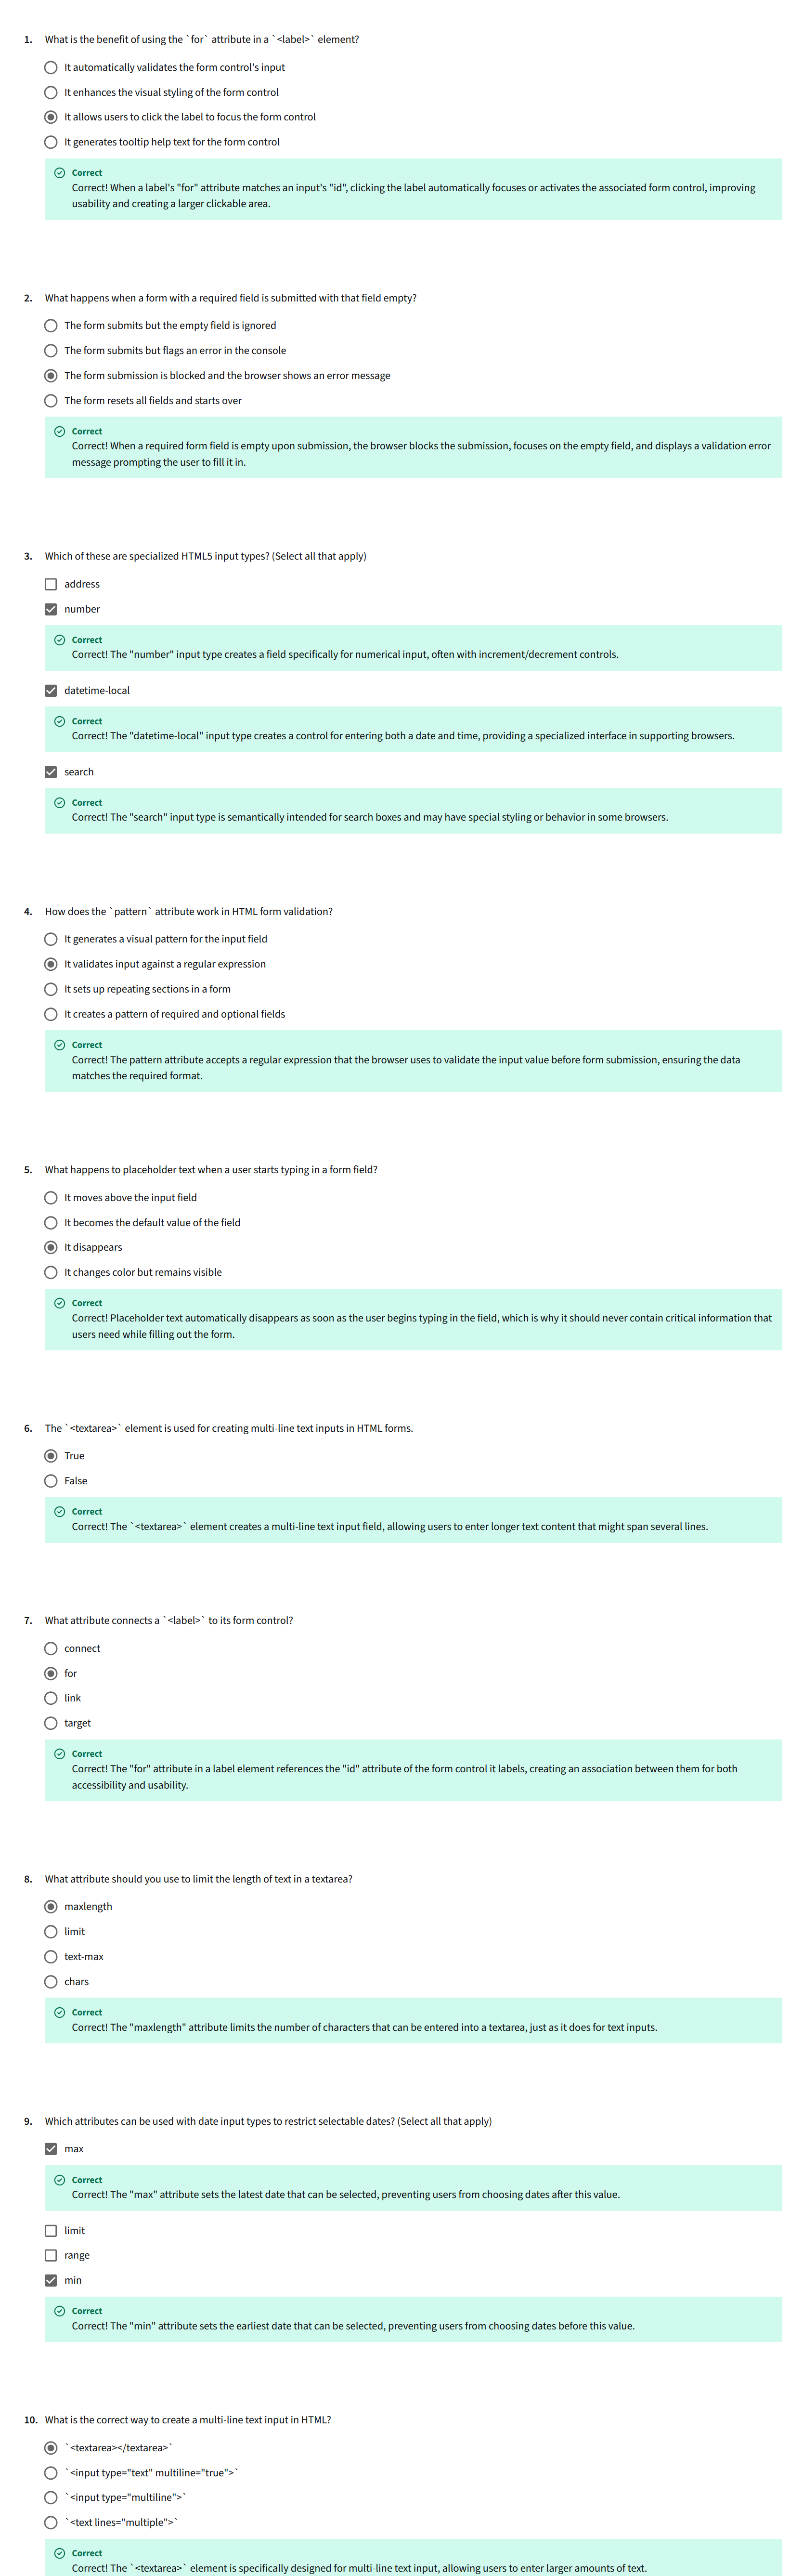 1. What is the benefit of using the `for` attribute in a `<label>` element?
It automatically validates the form control's input
It enhances the visual styling of the form control
It allows users to click the label to focus the form control
It generates tooltip help text for the form control
Correct
Correct! When a label's "for" attribute matches an input's "id", clicking the label automatically focuses or activates the associated form control, improving
usability and creating a larger clickable area.
2. What happens when a form with a required field is submitted with that field empty?
The form submits but the empty field is ignored
The form submits but flags an error in the console
The form submission is blocked and the browser shows an error message
The form resets all fields and starts over
Correct
Correct! When a required form field is empty upon submission, the browser blocks the submission, focuses on the empty field, and displays a validation error
message prompting the user to fill it in.
3. Which of these are specialized HTML5 input types? (Select all that apply)
address
number
Correct
Correct! The "number" input type creates a field specifically for numerical input, often with increment/decrement controls.
datetime-local
Correct
Correct! The "datetime-local" input type creates a control for entering both a date and time, providing a specialized interface in supporting browsers.
search
Correct
Correct! The "search" input type is semantically intended for search boxes and may have special styling or behavior in some browsers.
4. How does the `pattern` attribute work in HTML form validation?
It generates a visual pattern for the input field
It validates input against a regular expression
It sets up repeating sections in a form
It creates a pattern of required and optional fields
Correct
Correct! The pattern attribute accepts a regular expression that the browser uses to validate the input value before form submission, ensuring the data
matches the required format.
5. What happens to placeholder text when a user starts typing in a form field?
It moves above the input field
It becomes the default value of the field
It disappears
It changes color but remains visible
Correct
Correct! Placeholder text automatically disappears as soon as the user begins typing in the field, which is why it should never contain critical information that
users need while filling out the form.
6. The `<textarea>` element is used for creating multi-line text inputs in HTML forms.
True
False
Correct
Correct! The `<textarea>` element creates a multi-line text input field, allowing users to enter longer text content that might span several lines.
7. What attribute connects a `<label>` to its form control?
connect
for
link
target
Correct
Correct! The "for" attribute in a label element references the "id" attribute of the form control it labels, creating an association between them for both
accessibility and usability.
8. What attribute should you use to limit the length of text in a textarea?
maxlength
limit
text-max
chars
Correct
Correct! The "maxlength" attribute limits the number of characters that can be entered into a textarea, just as it does for text inputs.
9. Which attributes can be used with date input types to restrict selectable dates? (Select all that apply)
max
Correct
Correct! The "max" attribute sets the latest date that can be selected, preventing users from choosing dates after this value.
limit
range
min
Correct
Correct! The "min" attribute sets the earliest date that can be selected, preventing users from choosing dates before this value.
10. What is the correct way to create a multi-line text input in HTML?
`<textarea></textarea>`
`<input type="text" multiline="true">`
`<input type="multiline">`
`<text lines="multiple">`
Correct
Correct! The `<textarea>` element is specifically designed for multi-line text input, allowing users to enter larger amounts of text.